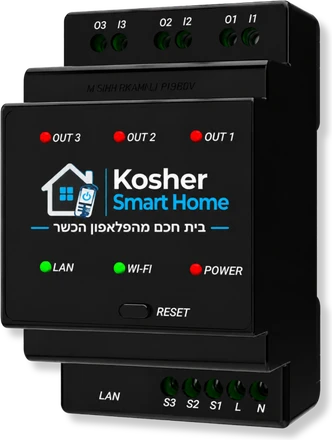 O3 I3 O2 I2 O1 I1
OUT 3 OUT 2 OUT 1
Kosher
Smart Home
בית חכם מהפלאפון הכשר
LAN WI-FI POWER
RESET
LAN S3 S2 S1 L N